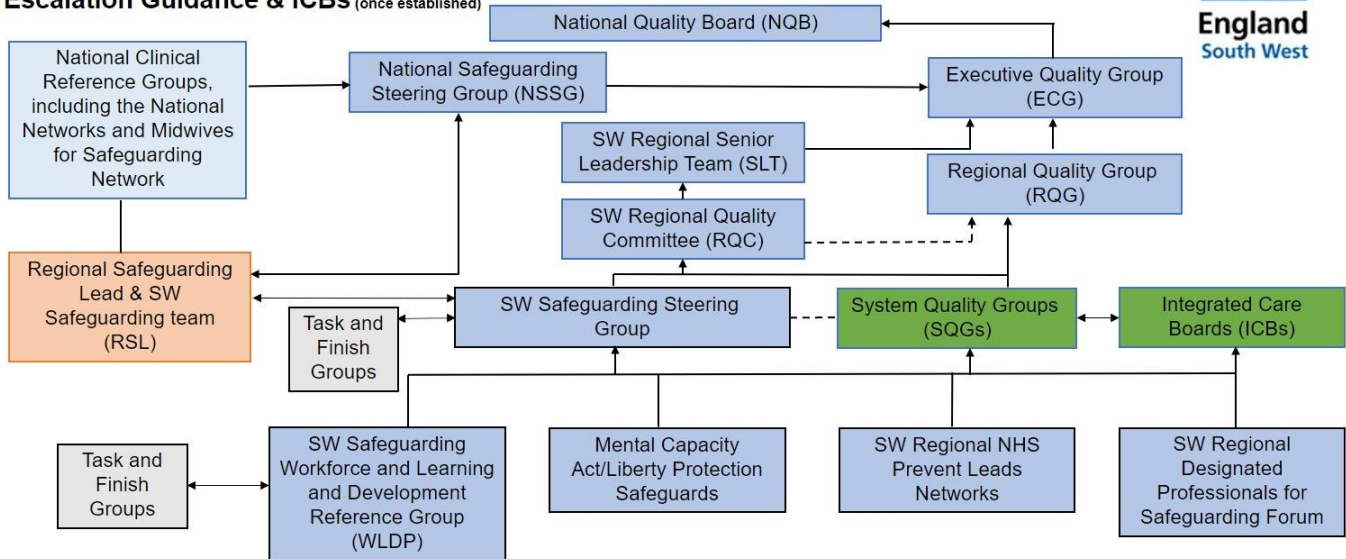 Escalation Guidance & ICBs (once established)
England
South West
National Quality Board (NQB)
National Clinical
Reference Groups,
including the National
Networks and Midwives
for Safeguarding
Network
National Safeguarding
Steering Group (NSSG)
Executive Quality Group
(ECG)
SW Regional Senior
Leadership Team (SLT)
Regional Quality Group
(RQG)
SW Regional Quality
Committee (RQC)
Regional Safeguarding
Lead & SW
Safeguarding team
(RSL)
Task and
Finish
Groups
SW Safeguarding Steering
Group
System Quality Groups
(SQGs)
Integrated Care
Boards (ICBs)
Task and
Finish
Groups
SW Safeguarding
Workforce and Learning
and Development
Reference Group
(WLDP)
Mental Capacity
Act/Liberty Protection
Safeguards
SW Regional NHS
Prevent Leads
Networks
SW Regional
Designated
Professionals for
Safeguarding Forum